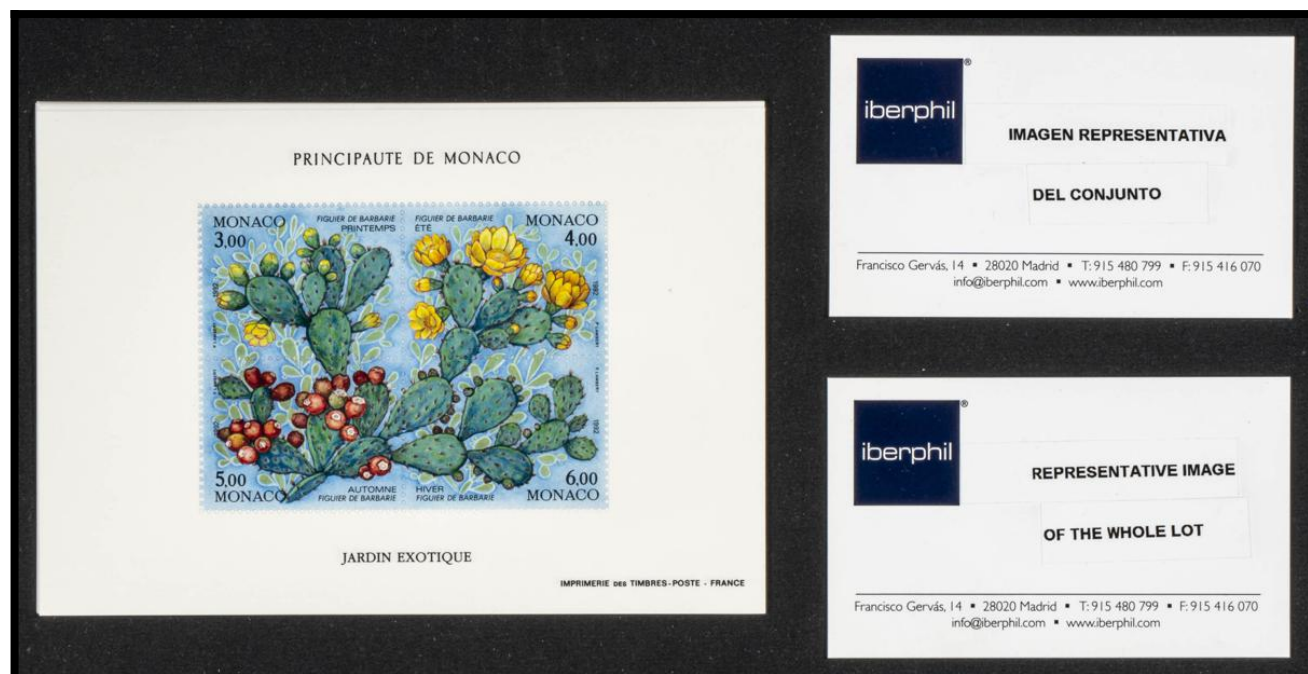 PRINCIPAUTE DE MONACO
MONACO
3,00
FIGUIER DE BARBARIE
PRINTEMPS
FIGUIER DE BARBARIE
ÉTÉ
MONACO
4,00
1992
1992
1992
5,00
MONACO
AUTOMNE
FIGUIER DE BARBARIE
HIVER
FIGUIER DE BARBARIE
6,00
MONACO
JARDIN EXOTIQUE
IMPRIMERIE DES TIMBRES-POSTE - FRANCE
iberphil®
IMAGEN REPRESENTATIVA
DEL CONJUNTO
Francisco Gervás, 14 ▪ 28020 Madrid ▪ T: 915 480 799 ▪ F: 915 416 070
info@iberphil.com ▪ www.iberphil.com
iberphil®
REPRESENTATIVE IMAGE
OF THE WHOLE LOT
Francisco Gervás, 14 ▪ 28020 Madrid ▪ T: 915 480 799 ▪ F: 915 416 070
info@iberphil.com ▪ www.iberphil.com